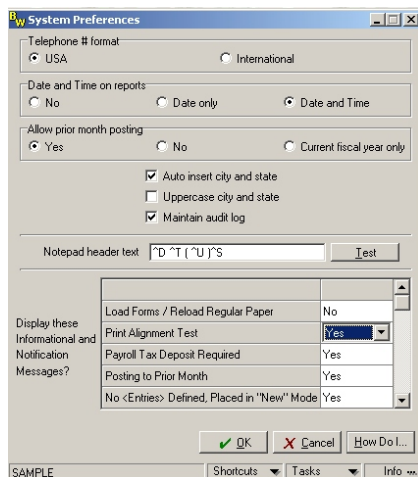 BW System Preferences
Telephone # format
USA International
Date and Time on reports
No Date only Date and Time
Allow prior month posting
Yes No Current fiscal year only
Auto insert city and state
Uppercase city and state
Maintain audit log
Notepad header text ^D ^T ( ^U )^S Test
Display these
Informational and
Notification
Messages?
Load Forms / Reload Regular Paper No
Print Alignment Test Yes
Payroll Tax Deposit Required Yes
Posting to Prior Month Yes
No <Entries> Defined, Placed in "New" Mode Yes
OK Cancel How Do I...
SAMPLE Shortcuts Tasks Info ...